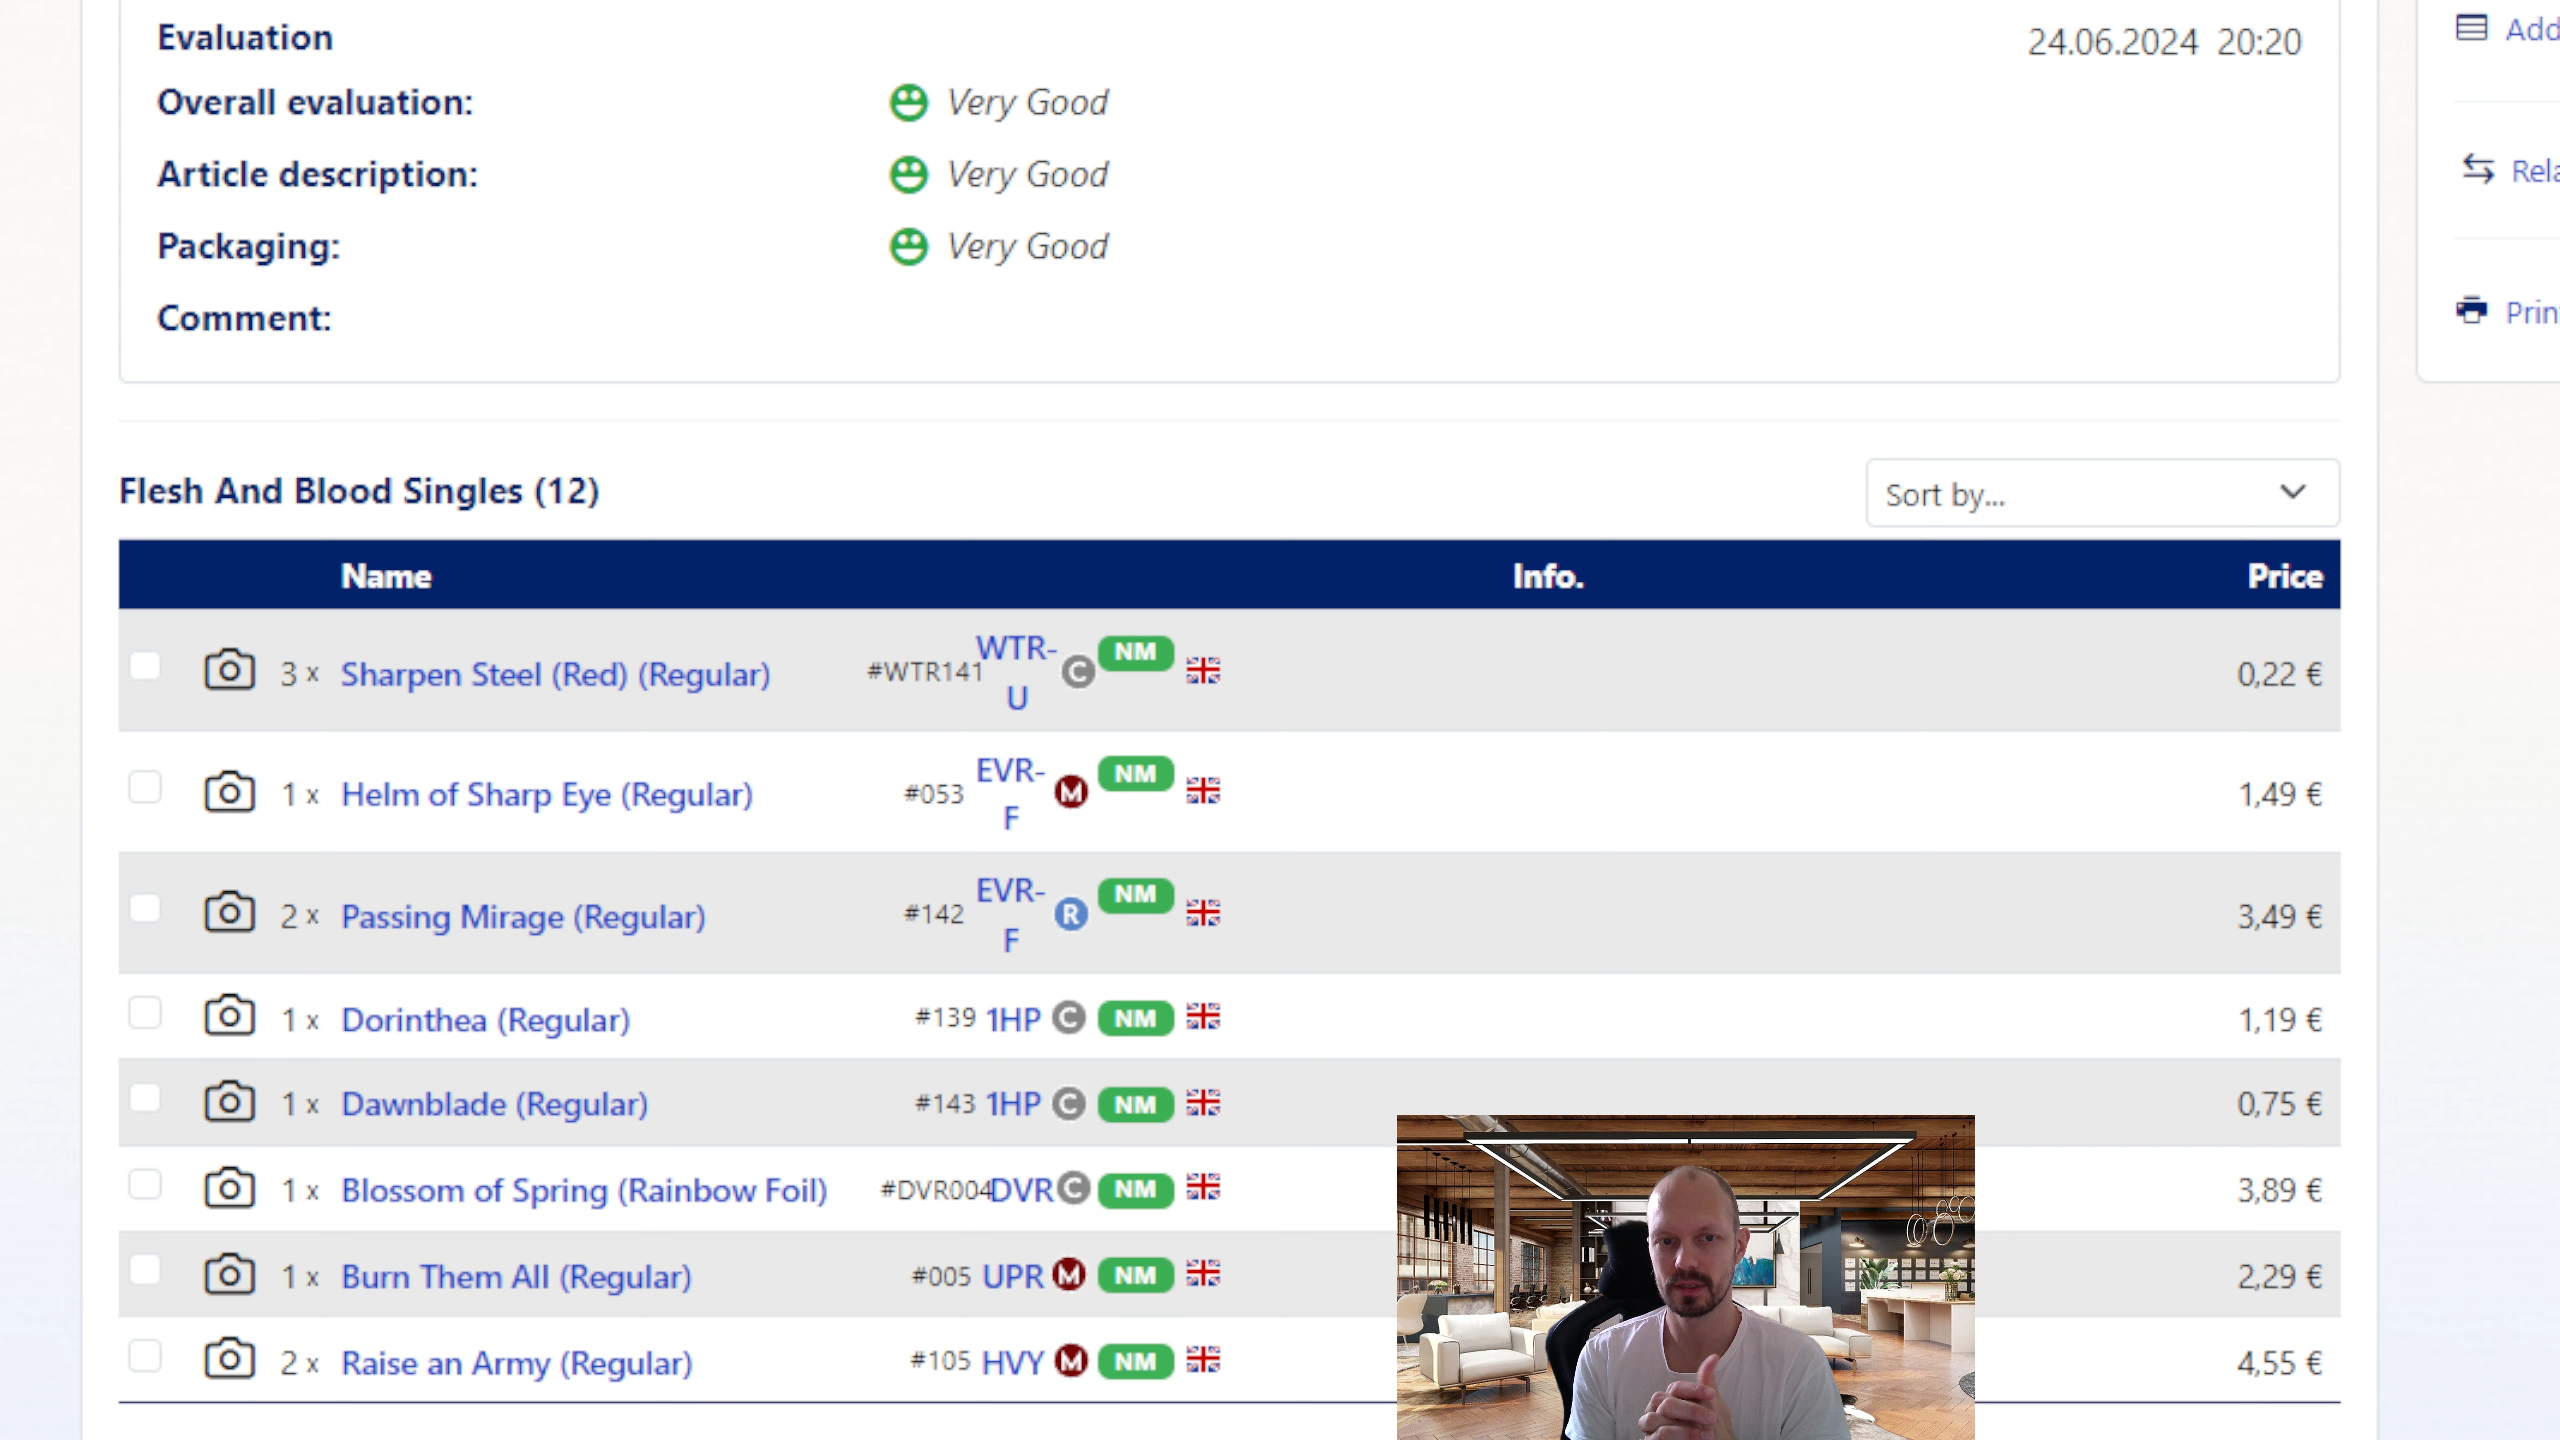 Evaluation 24.06.2024 20:20
Overall evaluation: Very Good
Article description: Very Good
Packaging: Very Good
Comment:
Add
Rela
Prin
Flesh And Blood Singles (12) Sort by...
Name Info. Price
3 x Sharpen Steel (Red) (Regular) #WTR141 WTR-U C NM 0,22 €
1 x Helm of Sharp Eye (Regular) #053 EVR-F M NM 1,49 €
2 x Passing Mirage (Regular) #142 EVR-F R NM 3,49 €
1 x Dorinthea (Regular) #139 1HP C NM 1,19 €
1 x Dawnblade (Regular) #143 1HP C NM 0,75 €
1 x Blossom of Spring (Rainbow Foil) #DVR004 DVR C NM 3,89 €
1 x Burn Them All (Regular) #005 UPR M NM 2,29 €
2 x Raise an Army (Regular) #105 HVY M NM 4,55 €